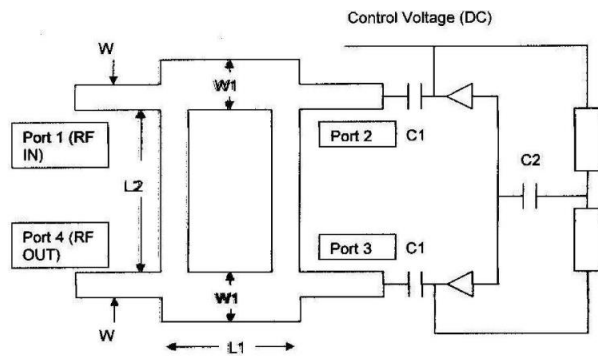 Control Voltage (DC)
W
W1
Port 1 (RF
IN)
Port 2
C1
C2
L2
Port 4 (RF
OUT)
Port 3
C1
W1
W
L1